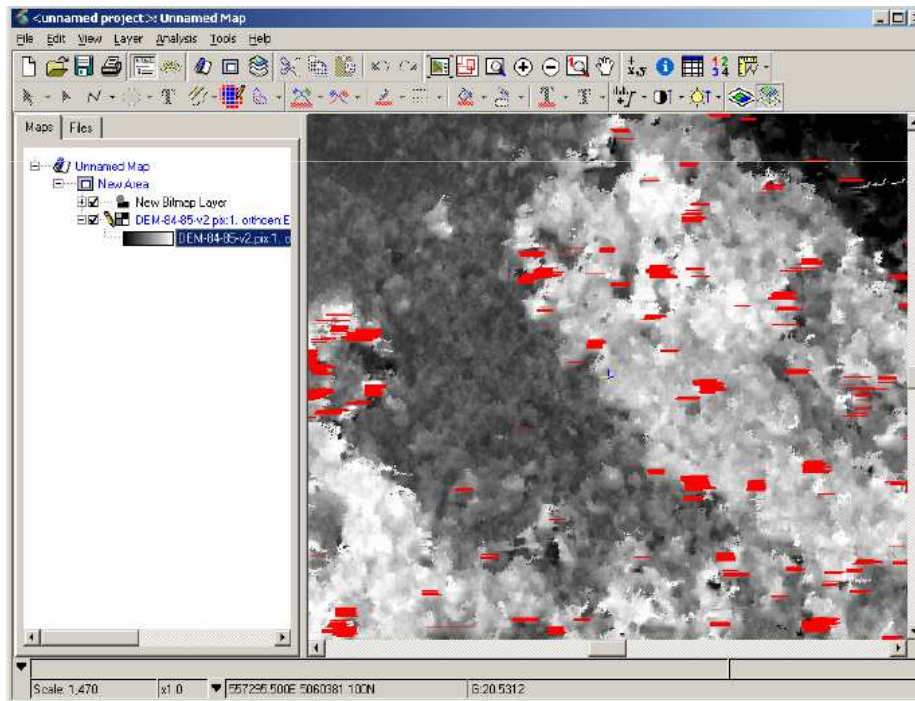 <unnamed project>: Unnamed Map
File Edit View Layer Analysis Tools Help
Maps Files
Unnamed Map
New Area
New Bitmap Layer
DEM-84-85-v2.pix:1, orthoen:E
DEM-84-85-v2.pix:1, o
Scale: 1,470 x1.0 557295.500E 5060381.100N G:20.5312